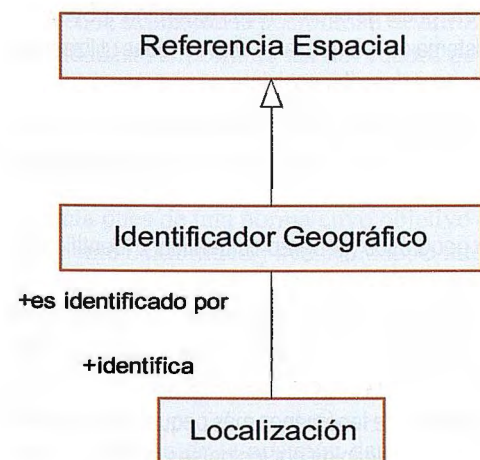 Referencia Espacial
Identificador Geográfico
+es identificado por
+identifica
Localización